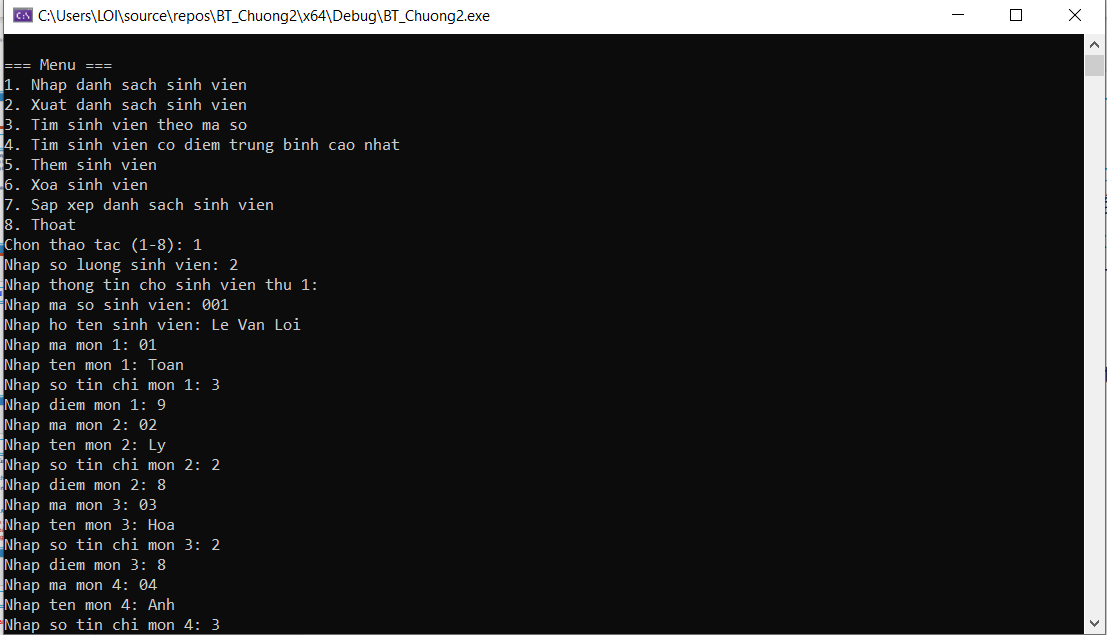 C:\Users\LOI\source\repos\BT_Chuong2\x64\Debug\BT_Chuong2.exe
=== Menu ===
1. Nhap danh sach sinh vien
2. Xuat danh sach sinh vien
3. Tim sinh vien theo ma so
4. Tim sinh vien co diem trung binh cao nhat
5. Them sinh vien
6. Xoa sinh vien
7. Sap xep danh sach sinh vien
8. Thoat
Chon thao tac (1-8): 1
Nhap so luong sinh vien: 2
Nhap thong tin cho sinh vien thu 1:
Nhap ma so sinh vien: 001
Nhap ho ten sinh vien: Le Van Loi
Nhap ma mon 1: 01
Nhap ten mon 1: Toan
Nhap so tin chi mon 1: 3
Nhap diem mon 1: 9
Nhap ma mon 2: 02
Nhap ten mon 2: Ly
Nhap so tin chi mon 2: 2
Nhap diem mon 2: 8
Nhap ma mon 3: 03
Nhap ten mon 3: Hoa
Nhap so tin chi mon 3: 2
Nhap diem mon 3: 8
Nhap ma mon 4: 04
Nhap ten mon 4: Anh
Nhap so tin chi mon 4: 3